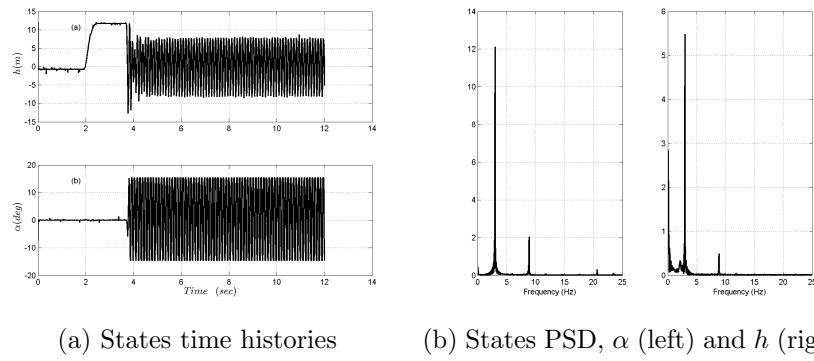 15
10
5
0
-5
-10
-15
h(m)
(a)
0 2 4 6 8 10 12 14
20
10
0
-10
-20
α(deg)
(b)
0 2 4 6 8 10 12 14
Time (sec)
14
12
10
8
6
4
2
0
0 5 10 15 20 25
Frequency (Hz)
6
5
4
3
2
1
0
0 5 10 15 20 25
Frequency (Hz)
(a) States time histories
(b) States PSD, α (left) and h (rig